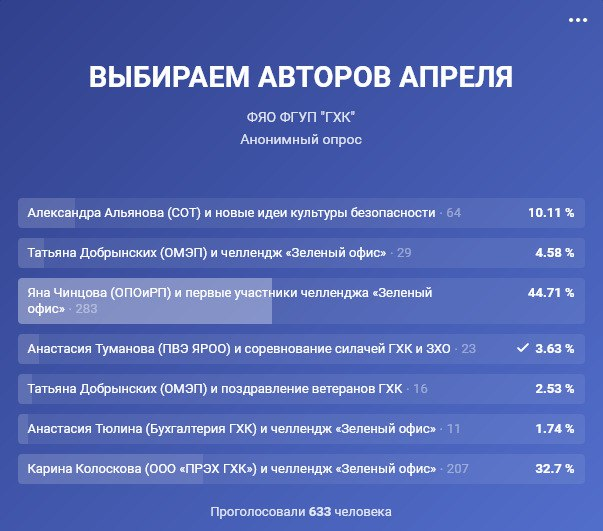 ВЫБИРАЕМ АВТОРОВ АПРЕЛЯ
ФЯО ФГУП "ГХК"
Анонимный опрос
Александра Альянова (СОТ) и новые идеи культуры безопасности · 64 10.11 %
Татьяна Добрынских (ОМЭП) и челлендж «Зеленый офис» · 29 4.58 %
Яна Чинцова (ОПОиРП) и первые участники челленджа «Зеленый 44.71 %
офис» · 283
Анастасия Туманова (ПВЭ ЯРОО) и соревнование силачей ГХК и ЗХО · 23 3.63 %
Татьяна Добрынских (ОМЭП) и поздравление ветеранов ГХК · 16 2.53 %
Анастасия Тюлина (Бухгалтерия ГХК) и челлендж «Зеленый офис» · 11 1.74 %
Карина Колоскова (ООО «ПРЭХ ГХК») и челлендж «Зеленый офис» · 207 32.7 %
Проголосовали 633 человека